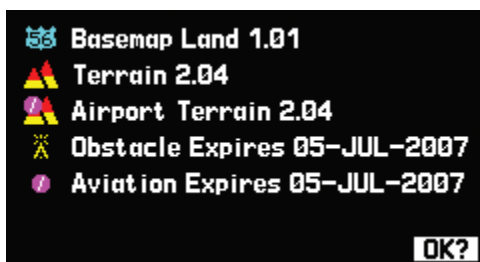 56 Basemap Land 1.01
Terrain 2.04
Airport Terrain 2.04
Obstacle Expires 05-JUL-2007
Aviation Expires 05-JUL-2007
OK?